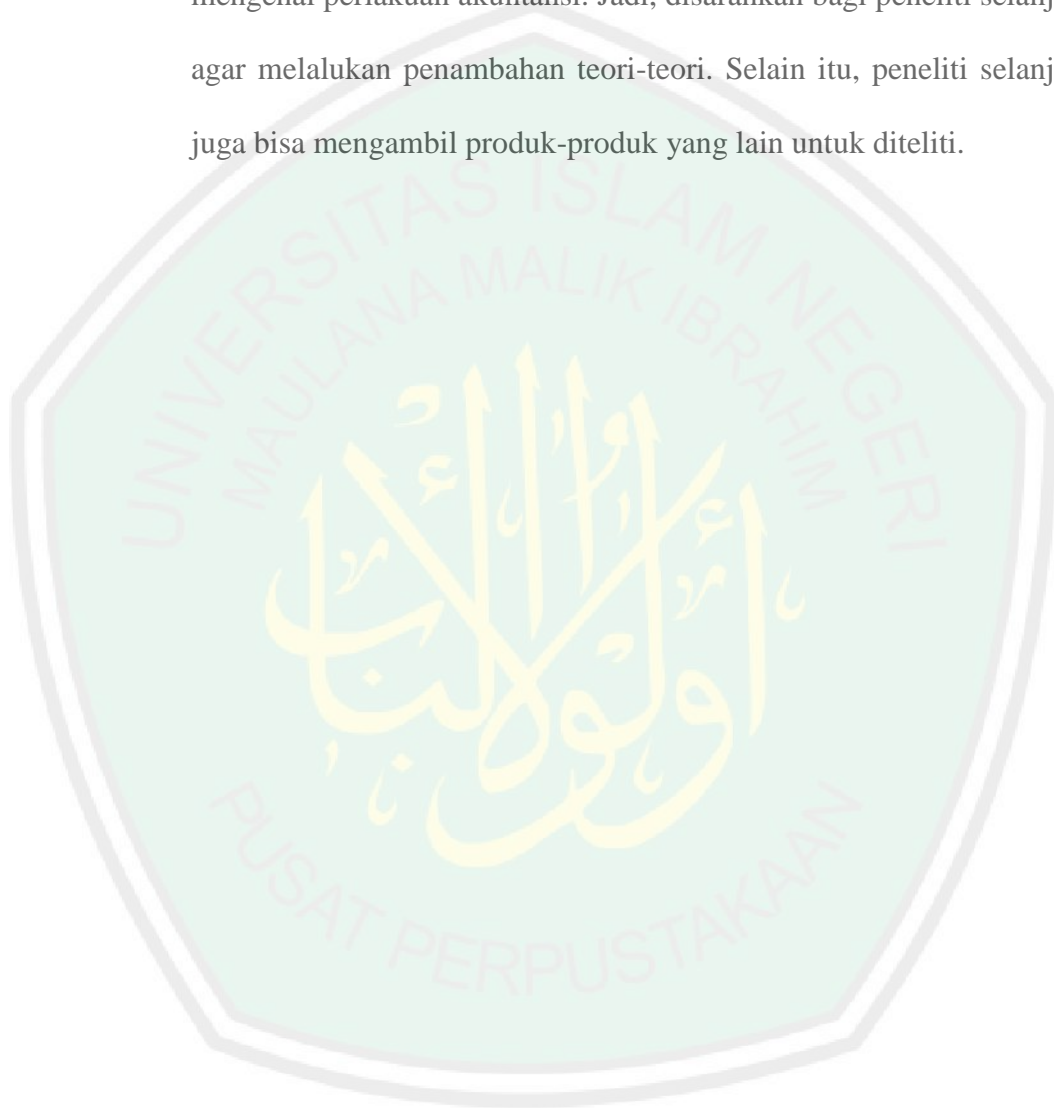 mengenai perlakuan akuntansi. Jadi, disarankan bagi peneliti selanj
agar melalukan penambahan teori-teori. Selain itu, peneliti selanj
juga bisa mengambil produk-produk yang lain untuk diteliti.
UNIVERSITAS ISLAM NEGERI
MAULANA MALIK IBRAHIM
أولوا الألباب
PUSAT PERPUSTAKAAN